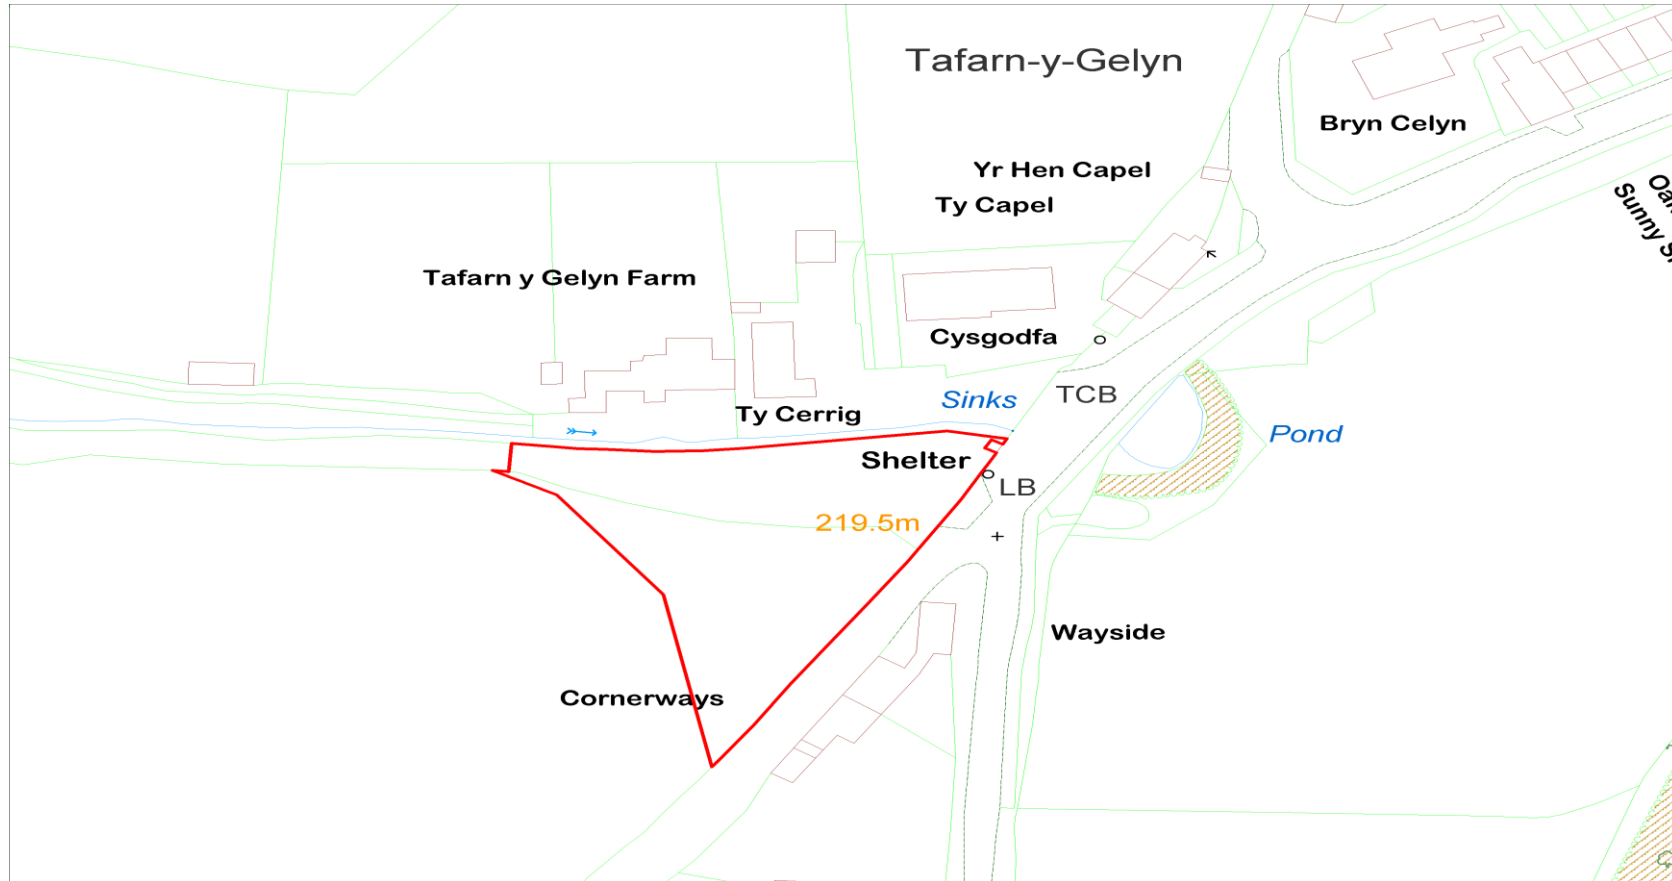 Tafarn-y-Gelyn
Bryn Celyn
Yr Hen Capel
Ty Capel
Sunny
Tafarn y Gelyn Farm
Cysgodfa
TCB
Sinks
Ty Cerrig
Pond
Shelter
LB
219.5m
Wayside
Cornerways